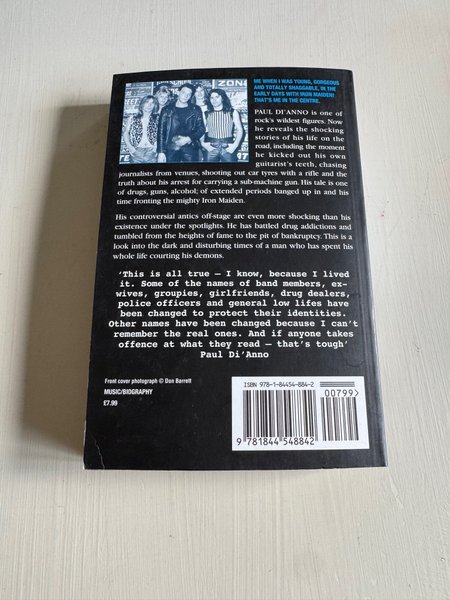 ZONE
ME WHEN I WAS YOUNG, GORGEOUS
AND TOTALLY SHAGGABLE, IN THE
EARLY DAYS WITH IRON MAIDEN!
THAT'S ME IN THE CENTRE.
PAUL DI'ANNO is one of
rock's wildest figures. Now
he reveals the shocking
stories of his life on the
road, including the moment
he kicked out his own
guitarist's teeth, chasing
journalists from venues, shooting out car tyres with a rifle and the
truth about his arrest for carrying a sub-machine gun. His tale is one
of drugs, guns, alcohol; of extended periods banged up and in his
time fronting the mighty Iron Maiden.
His controversial antics off-stage are even more shocking than his
existence under the spotlights. He has battled drug addictions and
tumbled from the heights of fame to the pit of bankruptcy. This is a
look into the dark and disturbing times of a man who has spent his
whole life courting his demons.
'This is all true – I know, because I lived
it. Some of the names of band members, ex-
wives, groupies, girlfriends, drug dealers,
police officers and general low lifes have
been changed to protect their identities.
Other names have been changed because I can't
remember the real ones. And if anyone takes
offence at what they read – that's tough'
Paul Di'Anno
Front cover photograph © Don Barrett
MUSIC/BIOGRAPHY
£7.99
ISBN 978-1-84454-884-2
00799>
9 781844 548842